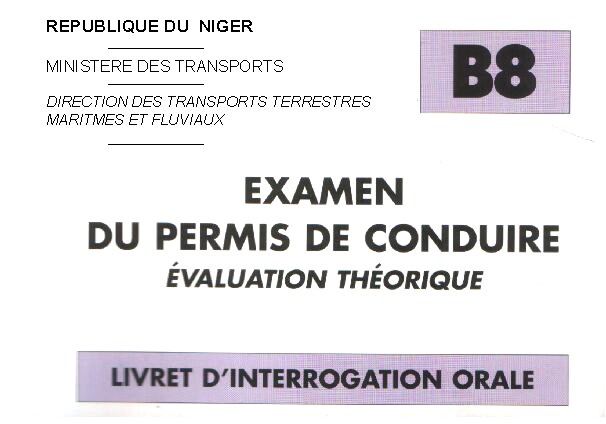 REPUBLIQUE DU NIGER
MINISTERE DES TRANSPORTS
DIRECTION DES TRANSPORTS TERRESTRES
MARITMES ET FLUVIAUX
B8
EXAMEN
DU PERMIS DE CONDUIRE
ÉVALUATION THÉORIQUE
LIVRET D'INTERROGATION ORALE